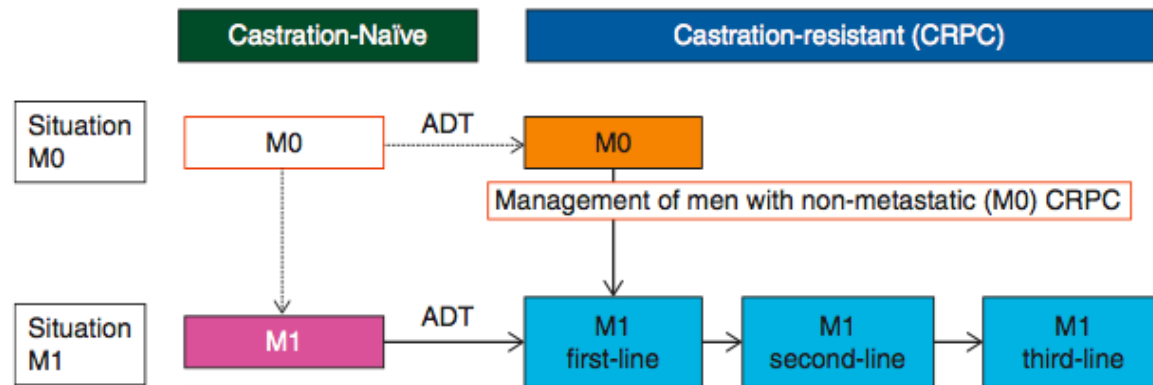 Castration-Naïve
Castration-resistant (CRPC)
Situation
M0
M0
ADT
M0
Management of men with non-metastatic (M0) CRPC
Situation
M1
M1
ADT
M1
first-line
M1
second-line
M1
third-line